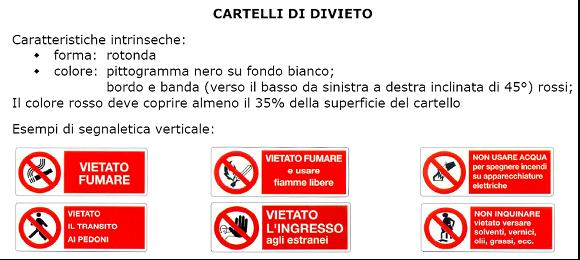 CARTELLI DI DIVIETO
Caratteristiche intrinseche:
• forma: rotonda
• colore: pittogramma nero su fondo bianco;
bordo e banda (verso il basso da sinistra a destra inclinata di 45°) rossi;
Il colore rosso deve coprire almeno il 35% della superficie del cartello
Esempi di segnaletica verticale:
VIETATO
FUMARE
VIETATO FUMARE
e usare
fiamme libere
NON USARE ACQUA
per spegnere incendi
su apparecchiature
elettriche
VIETATO
IL TRANSITO
AI PEDONI
VIETATO
L'INGRESSO
agli estranei
NON INQUINARE
vietato versare
solventi, vernici,
olii, grassi, ecc.